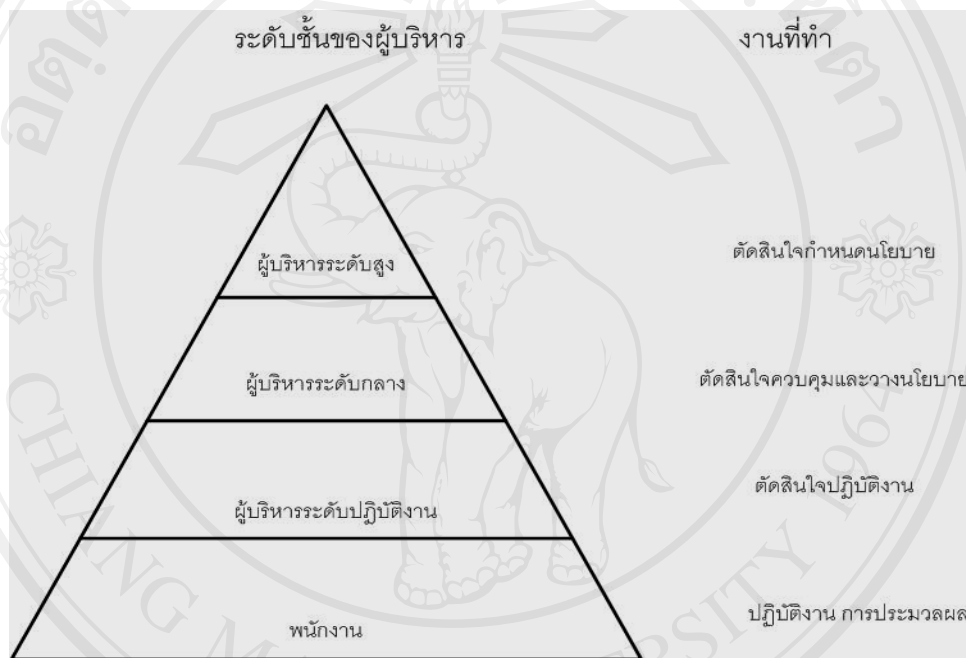 ระดับชั้นของผู้บริหาร งานที่ทำ
ผู้บริหารระดับสูง ตัดสินใจกำหนดนโยบาย
ผู้บริหารระดับกลาง ตัดสินใจควบคุมและวางนโยบาย
ผู้บริหารระดับปฏิบัติงาน ตัดสินใจปฏิบัติงาน
พนักงาน ปฏิบัติงาน การประมวลผล
CHIANG MAI UNIVERSITY 1964